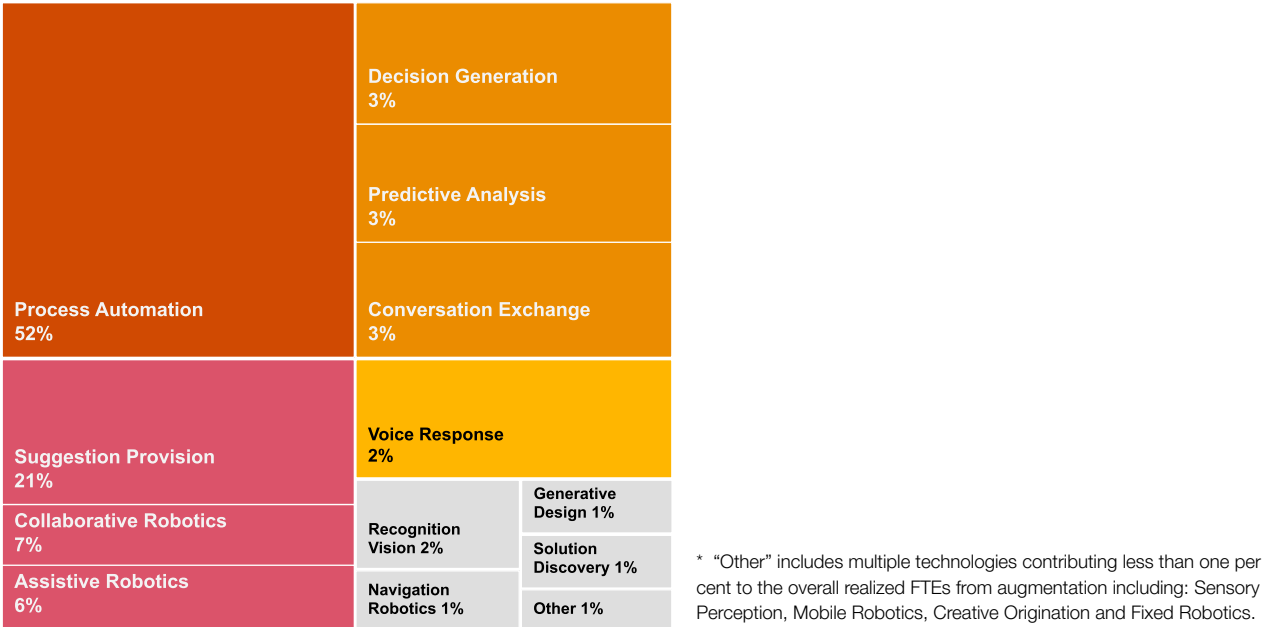 Process Automation
52%
Suggestion Provision
21%
Collaborative Robotics
7%
Assistive Robotics
6%
Decision Generation
3%
Predictive Analysis
3%
Conversation Exchange
3%
Voice Response
2%
Recognition
Vision 2%
Navigation
Robotics 1%
Generative
Design 1%
Solution
Discovery 1%
Other 1%
* “Other” includes multiple technologies contributing less than one per
cent to the overall realized FTEs from augmentation including: Sensory
Perception, Mobile Robotics, Creative Origination and Fixed Robotics.